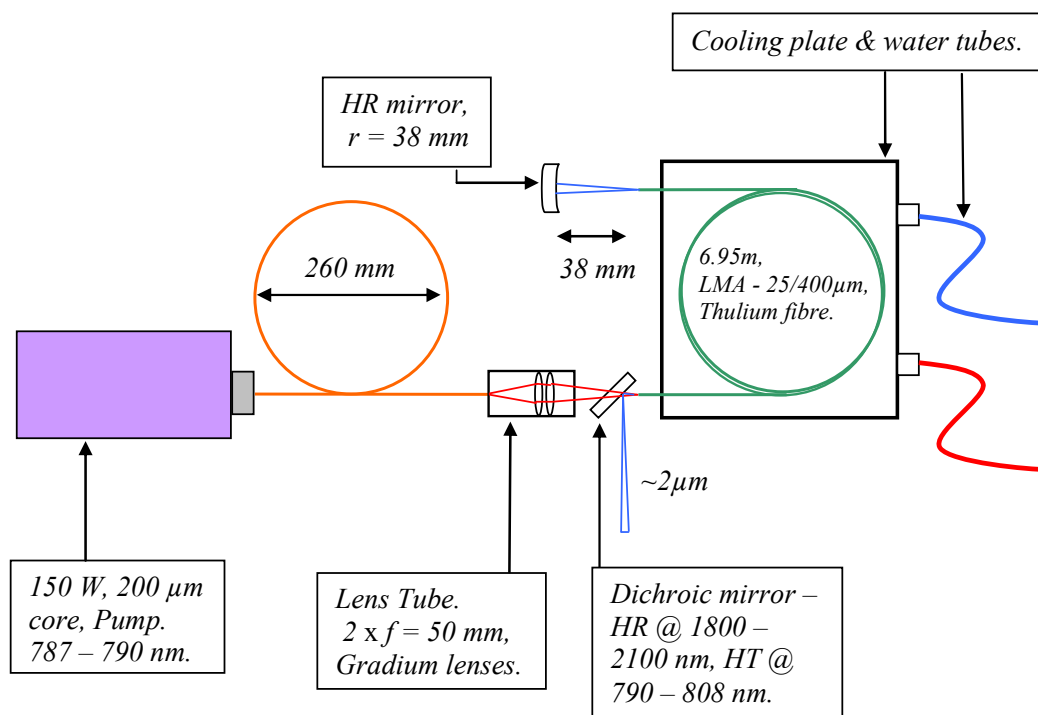 Cooling plate & water tubes.
HR mirror,
r = 38 mm
260 mm
38 mm
6.95m,
LMA - 25/400µm,
Thulium fibre.
~2µm
150 W, 200 µm
core, Pump.
787 – 790 nm.
Lens Tube.
2 x f = 50 mm,
Gradium lenses.
Dichroic mirror –
HR @ 1800 –
2100 nm, HT @
790 – 808 nm.